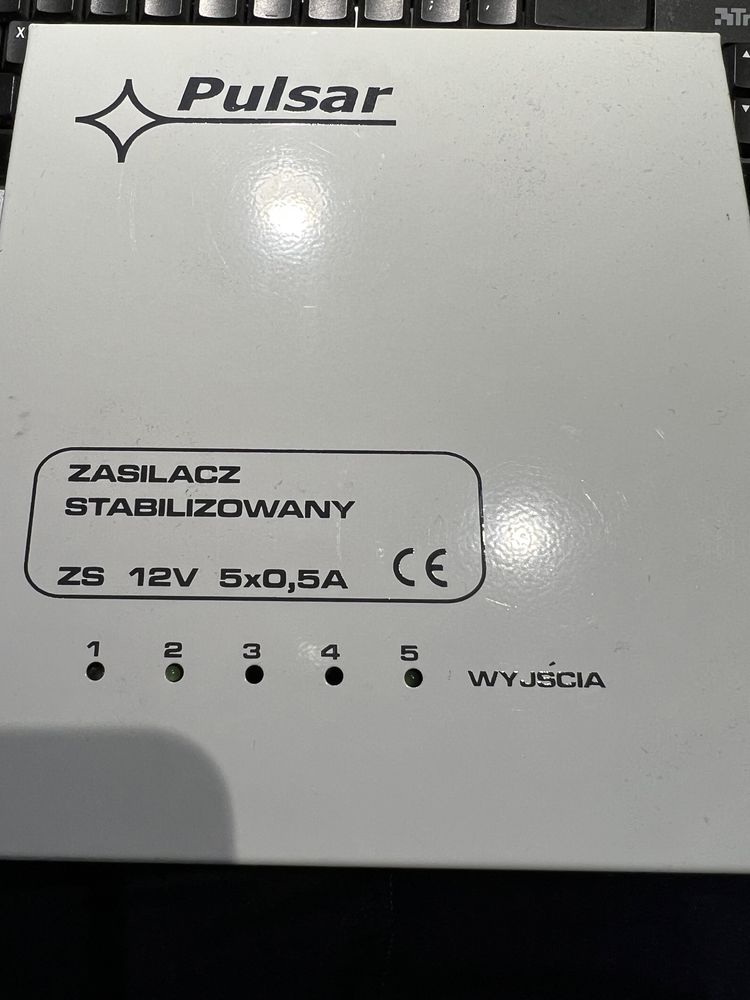 X
Pulsar
ZASILACZ
STABILIZOWANY
ZS 12V 5x0,5A CE
1 2 3 4 5 WYJŚCIA